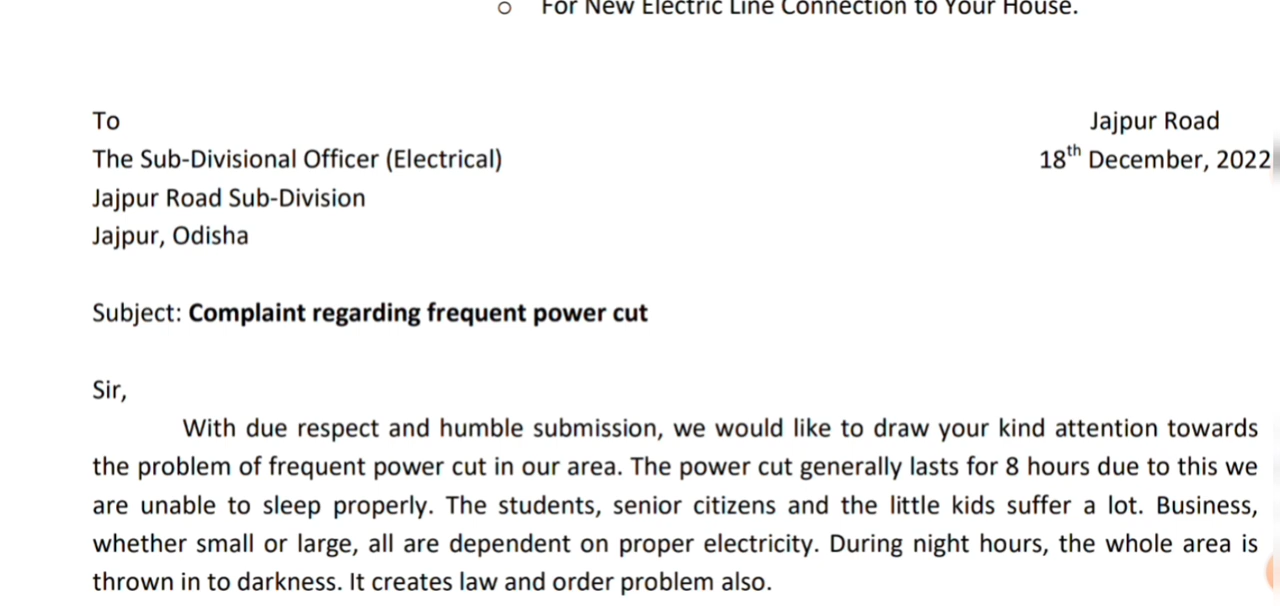 o For New Electric Line Connection to Your House.
To
Jajpur Road
The Sub-Divisional Officer (Electrical)
18th December, 2022
Jajpur Road Sub-Division
Jajpur, Odisha
Subject: Complaint regarding frequent power cut
Sir,
With due respect and humble submission, we would like to draw your kind attention towards
the problem of frequent power cut in our area. The power cut generally lasts for 8 hours due to this we
are unable to sleep properly. The students, senior citizens and the little kids suffer a lot. Business,
whether small or large, all are dependent on proper electricity. During night hours, the whole area is
thrown in to darkness. It creates law and order problem also.